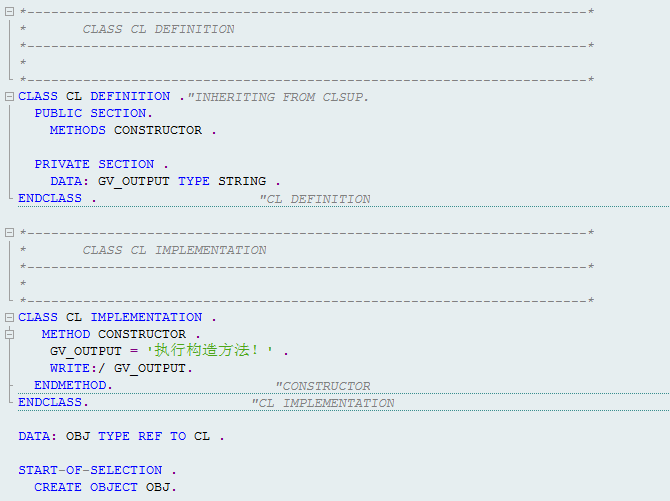 *----------------------------------------------------------------------*
*       CLASS CL DEFINITION
*----------------------------------------------------------------------*
*
*----------------------------------------------------------------------*
CLASS CL DEFINITION ."INHERITING FROM CLSUP.
  PUBLIC SECTION.
    METHODS CONSTRUCTOR .
  PRIVATE SECTION .
    DATA: GV_OUTPUT TYPE STRING .
ENDCLASS .                    "CL DEFINITION
*----------------------------------------------------------------------*
*       CLASS CL IMPLEMENTATION
*----------------------------------------------------------------------*
*
*----------------------------------------------------------------------*
CLASS CL IMPLEMENTATION .
   METHOD CONSTRUCTOR .
    GV_OUTPUT = '执行构造方法！' .
    WRITE:/ GV_OUTPUT.
  ENDMETHOD.                    "CONSTRUCTOR
ENDCLASS.                    "CL IMPLEMENTATION
DATA: OBJ TYPE REF TO CL .
START-OF-SELECTION .
  CREATE OBJECT OBJ.